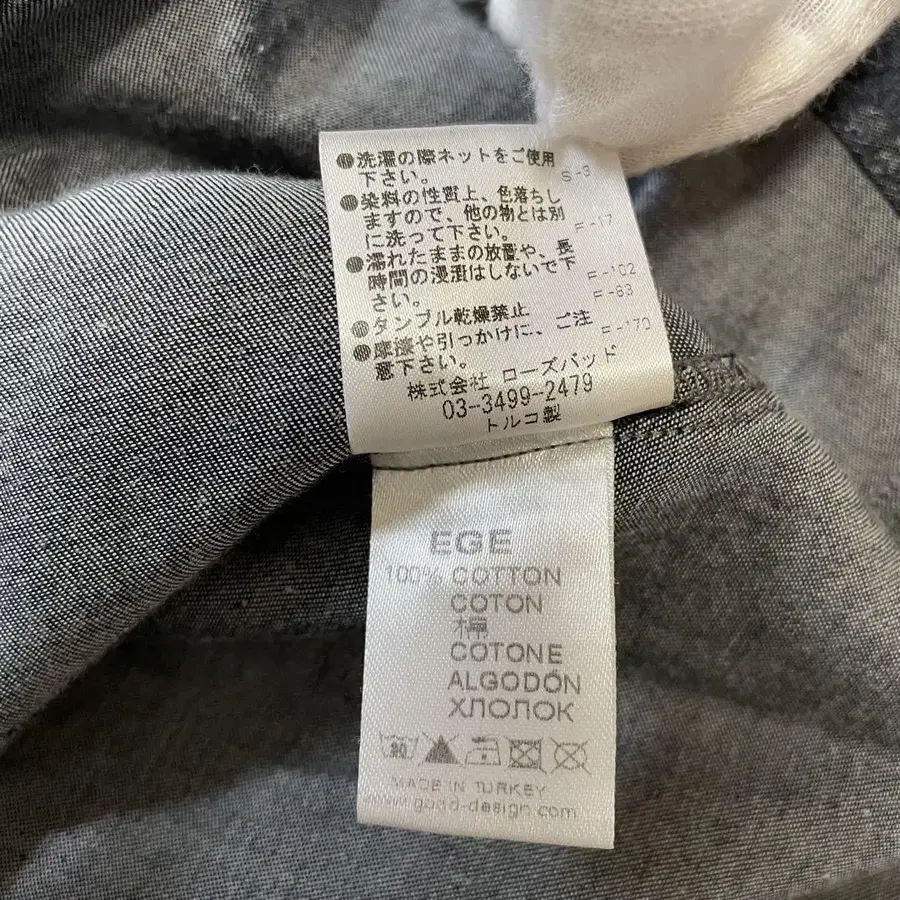 ●洗濯の際ネットをご使用
下さい。
S-3
●染料の性質上、色落ちし
ますので、他の物とは別
に洗って下さい。
F-17
●濡れたままの放置や、長
時間の浸漬はしないで下
さい。
F-102
●タンブル乾燥禁止
F-83
●摩擦や引っかけに、ご注
意下さい。
F-170
株式会社 ローズバッド
03-3499-2479
トルコ製
EGE
100% COTTON
COTON
棉
COTONE
ALGODÓN
ХЛОПОК
30
MADE IN TURKEY
www.good-design.com